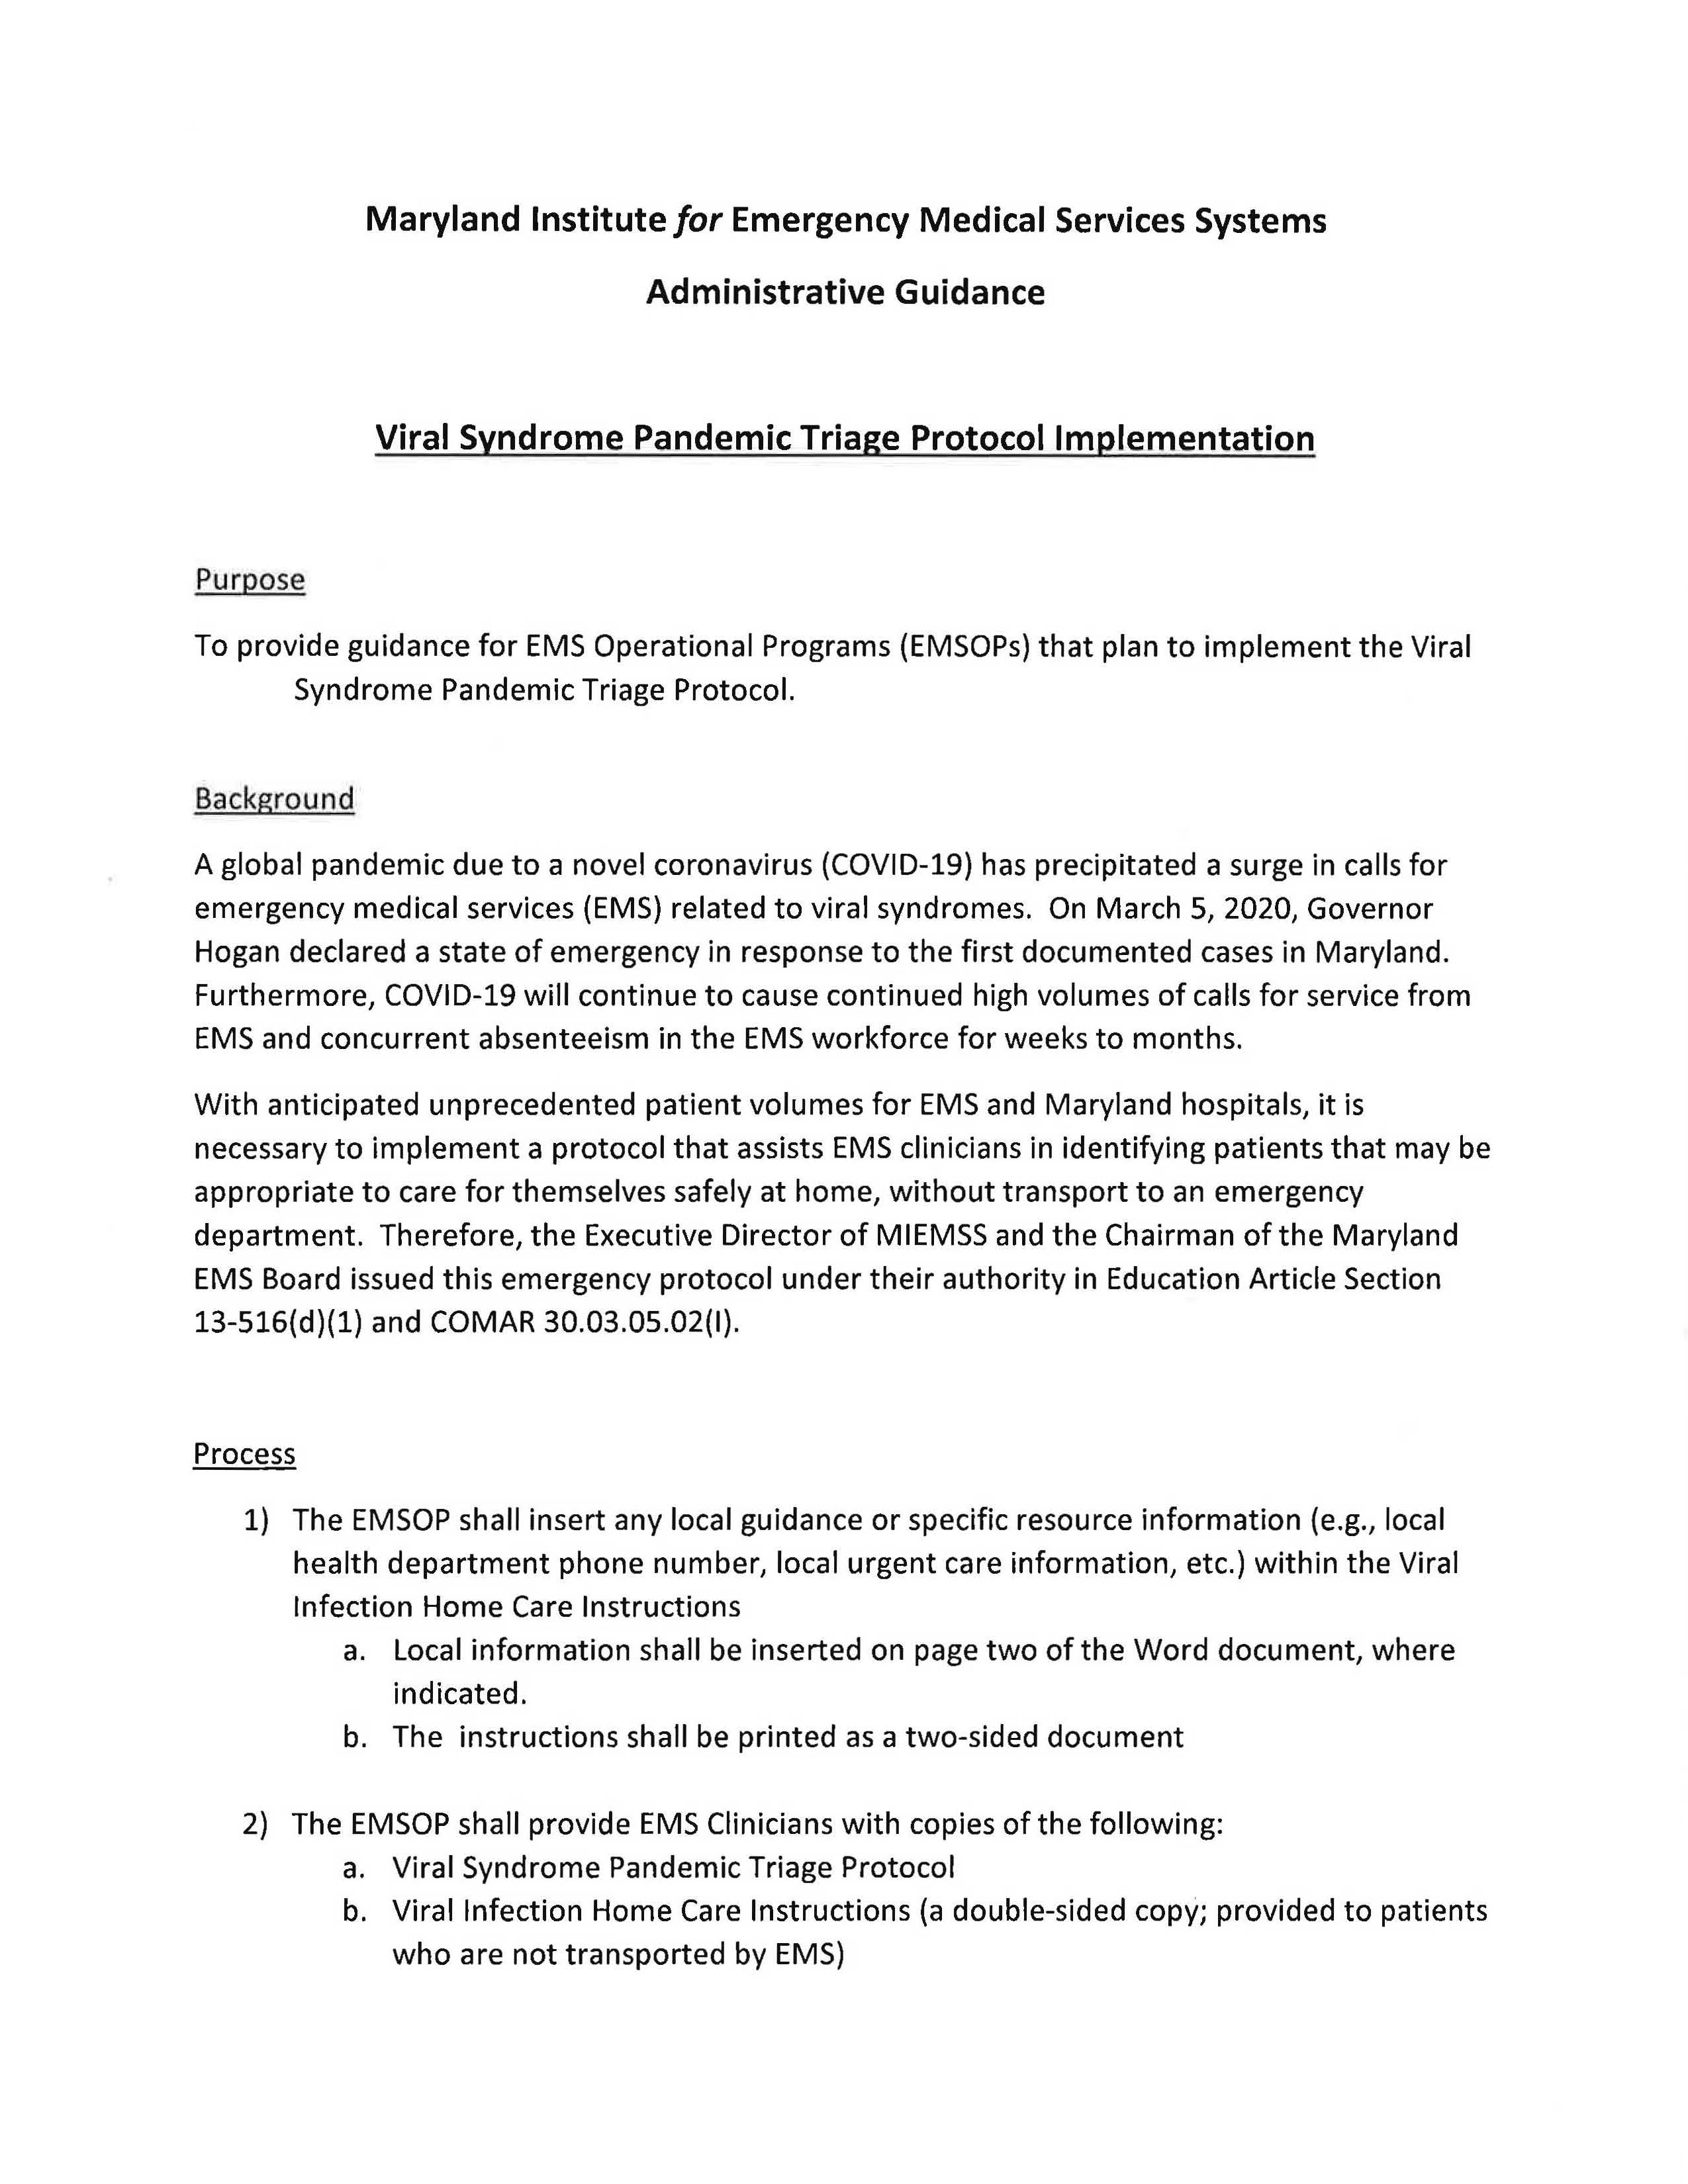 Maryland Institute for Emergency Medical Services Systems
Administrative Guidance
Viral Syndrome Pandemic Triage Protocol Implementation
Purpose
To provide guidance for EMS Operational Programs (EMSOPs) that plan to implement the Viral
Syndrome Pandemic Triage Protocol.
Background
A global pandemic due to a novel coronavirus (COVID-19) has precipitated a surge in calls for
emergency medical services (EMS) related to viral syndromes.  On March 5, 2020, Governor
Hogan declared a state of emergency in response to the first documented cases in Maryland.
Furthermore, COVID-19 will continue to cause continued high volumes of calls for service from
EMS and concurrent absenteeism in the EMS workforce for weeks to months.
With anticipated unprecedented patient volumes for EMS and Maryland hospitals, it is
necessary to implement a protocol that assists EMS clinicians in identifying patients that may be
appropriate to care for themselves safely at home, without transport to an emergency
department.  Therefore, the Executive Director of MIEMSS and the Chairman of the Maryland
EMS Board issued this emergency protocol under their authority in Education Article Section
13-516(d)(1) and COMAR 30.03.05.02(I).
Process
1) The EMSOP shall insert any local guidance or specific resource information (e.g., local
health department phone number, local urgent care information, etc.) within the Viral
Infection Home Care Instructions
a. Local information shall be inserted on page two of the Word document, where
indicated.
b. The  instructions shall be printed as a two-sided document
2) The EMSOP shall provide EMS Clinicians with copies of the following:
a. Viral Syndrome Pandemic Triage Protocol
b. Viral Infection Home Care Instructions (a double-sided copy; provided to patients
who are not transported by EMS)